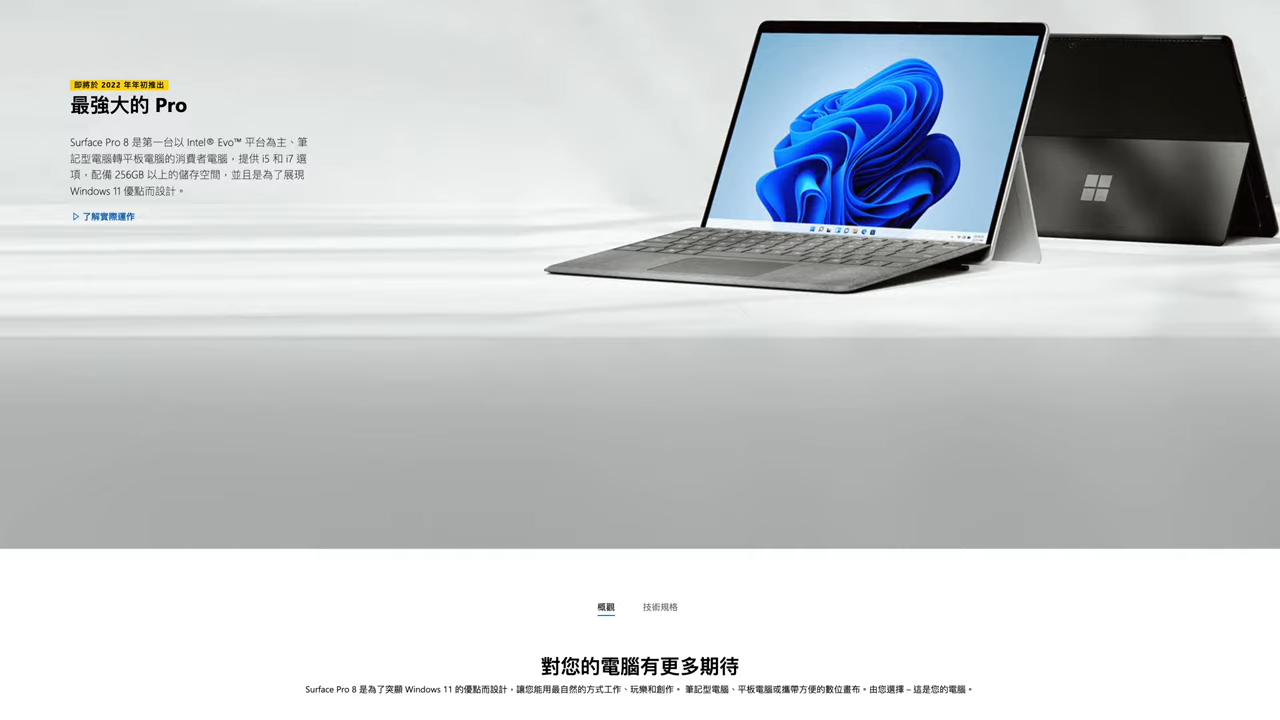 即將於 2022 年年初推出
最強大的 Pro
Surface Pro 8 是第一台以 Intel® Evo™ 平台為主、筆
記型電腦轉平板電腦的消費者電腦，提供 i5 和 i7 選
項，配備 256GB 以上的儲存空間，並且是為了展現
Windows 11 優點而設計。
了解實際運作
概觀
技術規格
對您的電腦有更多期待
Surface Pro 8 是為了突顯 Windows 11 的優點而設計，讓您能用最自然的方式工作、玩樂和創作。 筆記型電腦、平板電腦或攜帶方便的數位畫布。由您選擇 – 這是您的電腦。